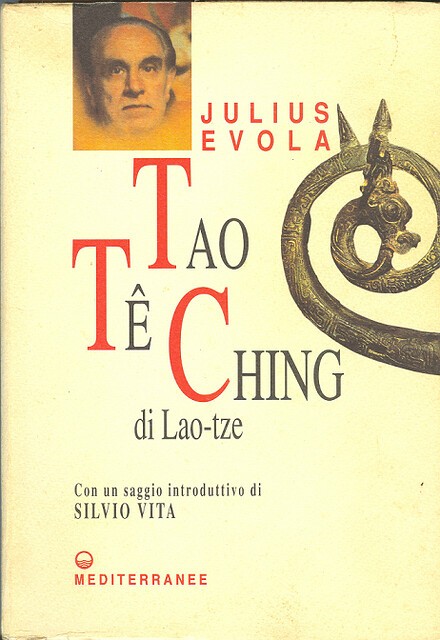 JULIUS
EVOLA
TAO
TÊ
CHING
di Lao-tze
Con un saggio introduttivo di
SILVIO VITA
MEDITERRANEE